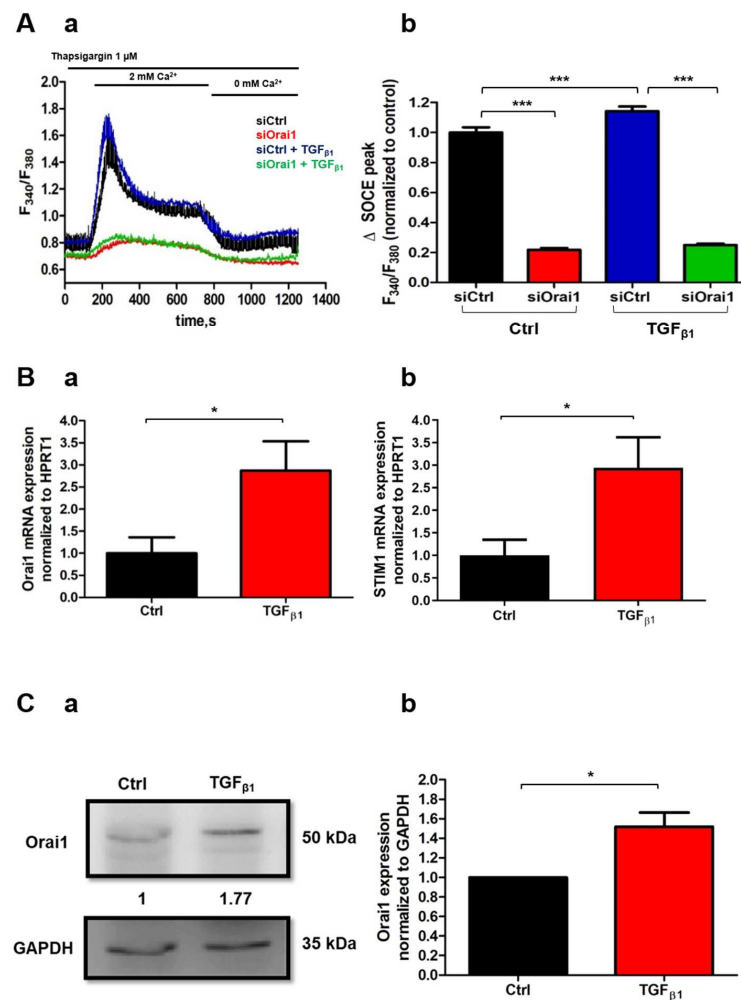 A a
Thapsigargin 1 µM
2 mM Ca²⁺
0 mM Ca²⁺
2.0
1.8
1.6
1.4
1.2
1.0
0.8
0.6
F₃₄₀/F₃₈₀
siCtrl
siOrai1
siCtrl + TGFβ1
siOrai1 + TGFβ1
0 200 400 600 800 1000 1200 1400
time,s
b
*** ***
***
1.2
1.0
0.8
0.6
0.4
0.2
0.0
Δ SOCE peak
F₃₄₀/F₃₈₀ (normalized to control)
siCtrl siOrai1 siCtrl siOrai1
Ctrl TGFβ1
B a
*
4.0
3.5
3.0
2.5
2.0
1.5
1.0
0.5
0.0
Orai1 mRNA expression
normalized to HPRT1
Ctrl TGFβ1
b
*
4.0
3.5
3.0
2.5
2.0
1.5
1.0
0.5
0.0
STIM1 mRNA expression
normalized to HPRT1
Ctrl TGFβ1
C a
Ctrl TGFβ1
Orai1 50 kDa
1 1.77
GAPDH 35 kDa
b
*
2.0
1.8
1.6
1.4
1.2
1.0
0.8
0.6
0.4
0.2
0.0
Orai1 expression
normalized to GAPDH
Ctrl TGFβ1